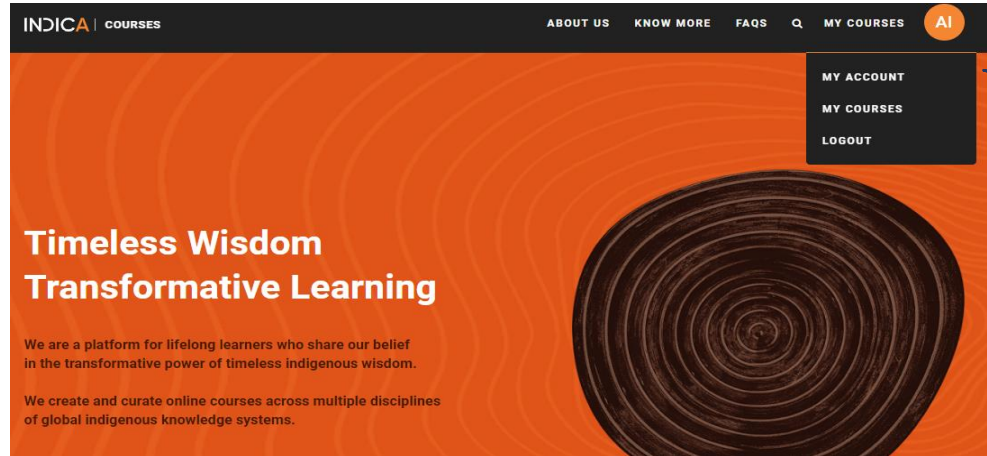 INDICA | COURSES
ABOUT US KNOW MORE FAQS MY COURSES AI
MY ACCOUNT
MY COURSES
LOGOUT
Timeless Wisdom
Transformative Learning
We are a platform for lifelong learners who share our belief
in the transformative power of timeless indigenous wisdom.
We create and curate online courses across multiple disciplines
of global indigenous knowledge systems.